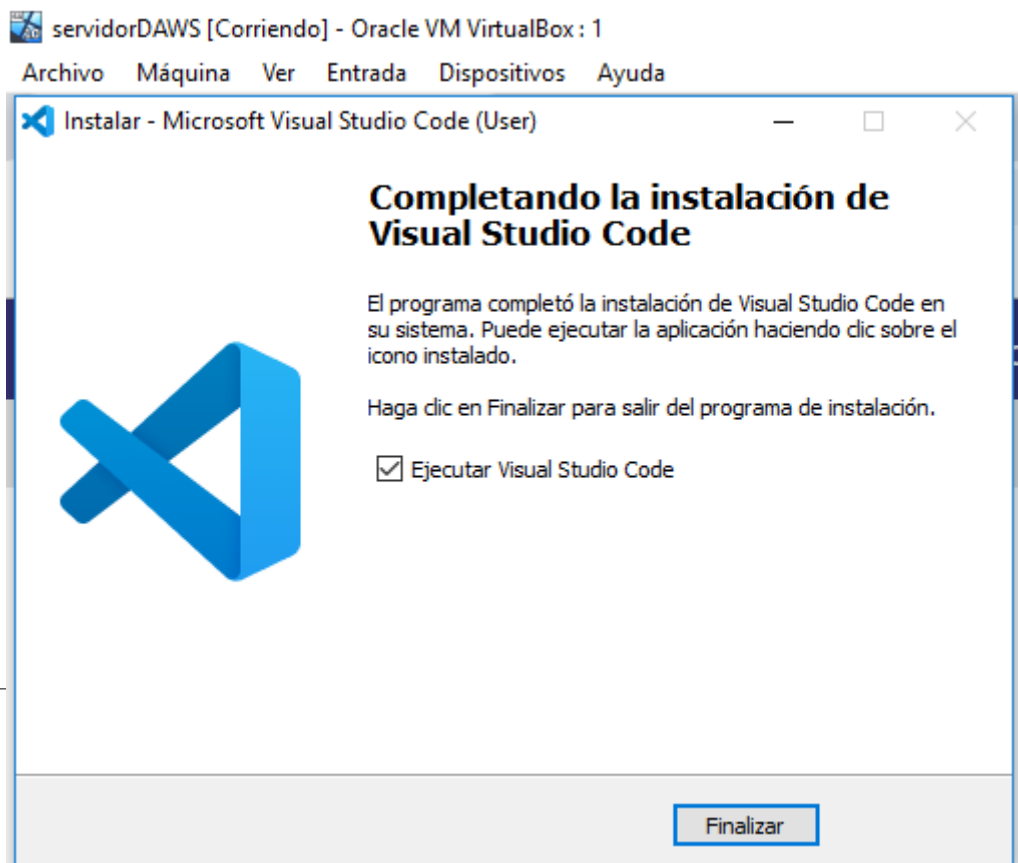 servidorDAWS [Corriendo] - Oracle VM VirtualBox : 1
Archivo Máquina Ver Entrada Dispositivos Ayuda
Instalar - Microsoft Visual Studio Code (User)
Completando la instalación de
Visual Studio Code
El programa completó la instalación de Visual Studio Code en
su sistema. Puede ejecutar la aplicación haciendo clic sobre el
icono instalado.
Haga clic en Finalizar para salir del programa de instalación.
Ejecutar Visual Studio Code
Finalizar